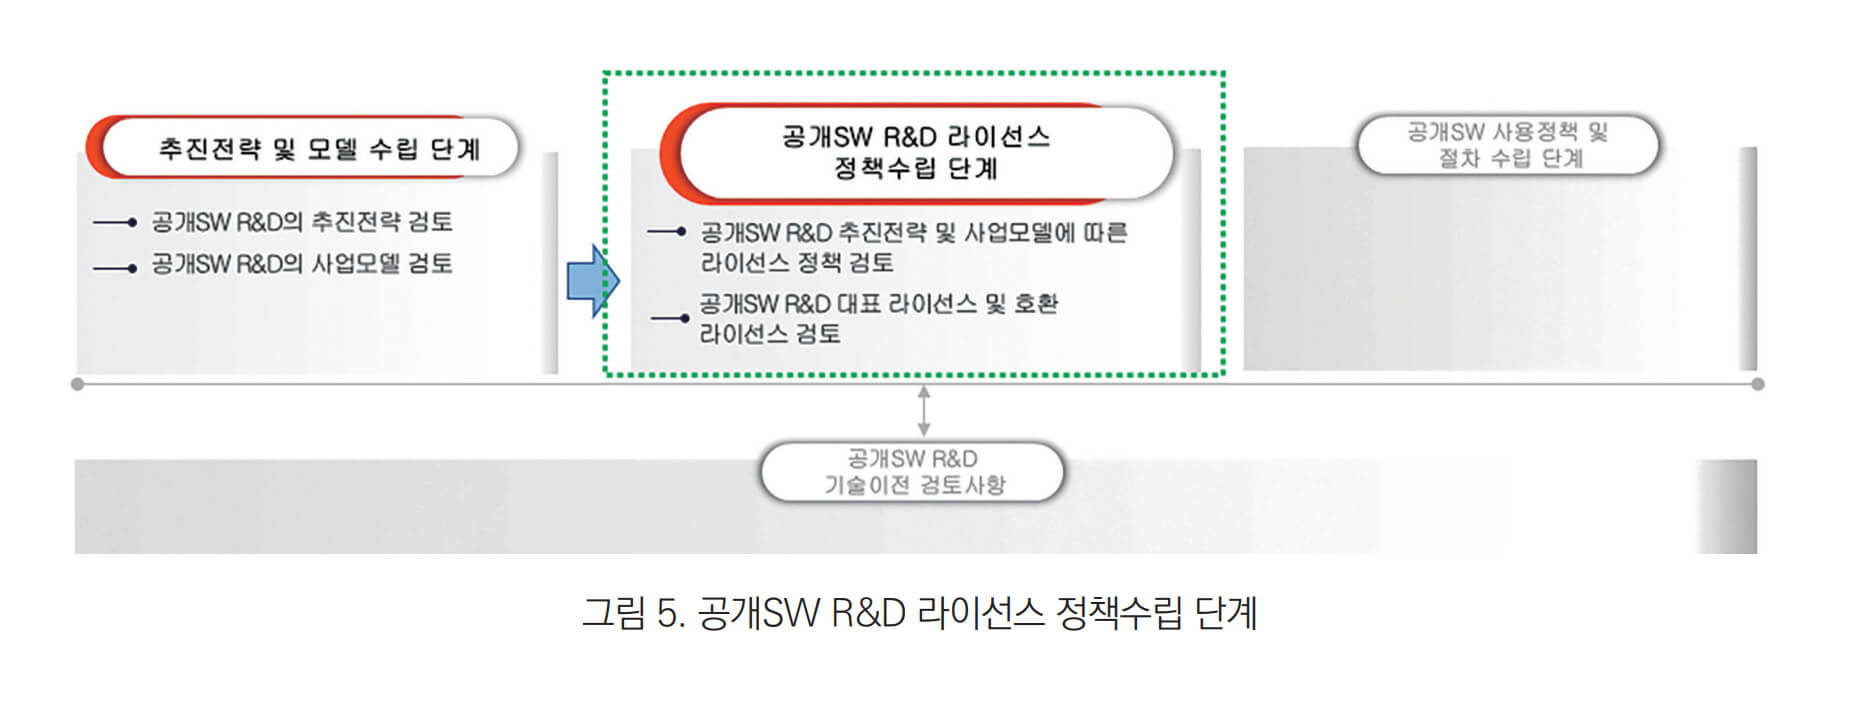 추진전략 및 모델 수립 단계
공개SW R&D의 추진전략 검토
공개SW R&D의 사업모델 검토
공개SW R&D 라이선스
정책수립 단계
공개SW R&D 추진전략 및 사업모델에 따른
라이선스 정책 검토
공개SW R&D 대표 라이선스 및 호환
라이선스 검토
공개SW 사용정책 및
절차 수립 단계
공개SW R&D
기술이전 검토사항
그림 5. 공개SW R&D 라이선스 정책수립 단계